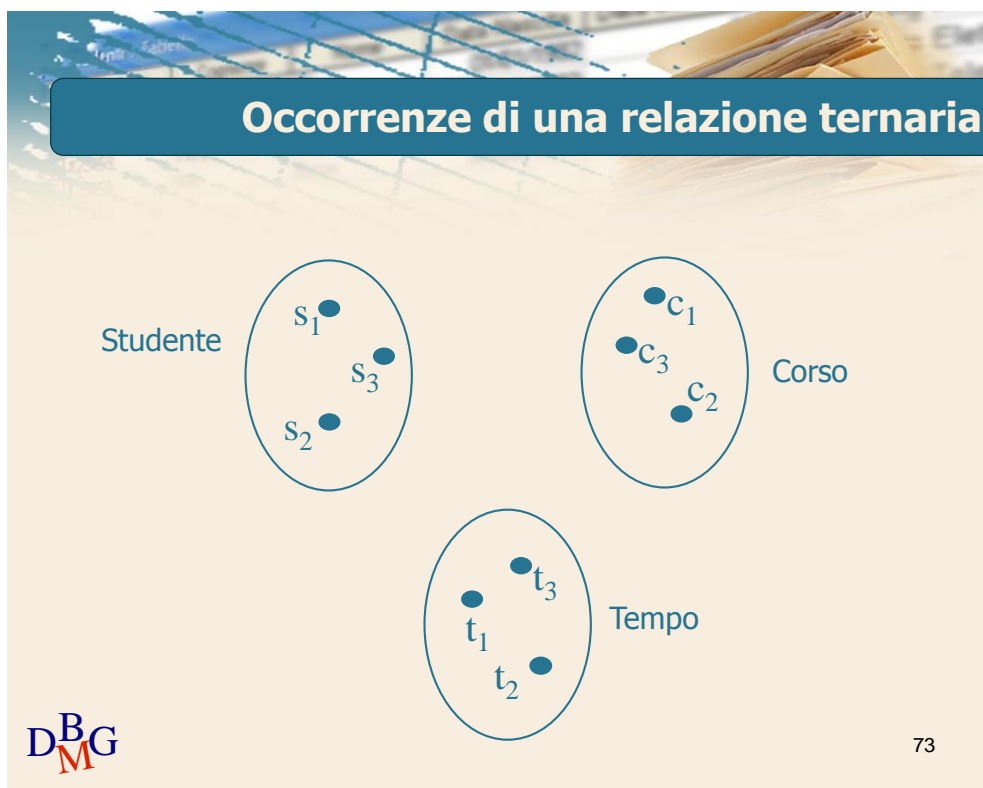 Occorrenze di una relazione ternaria
Studente
s1
s3
s2
c1
c3
c2
Corso
t3
t1
t2
Tempo
DBMG
73